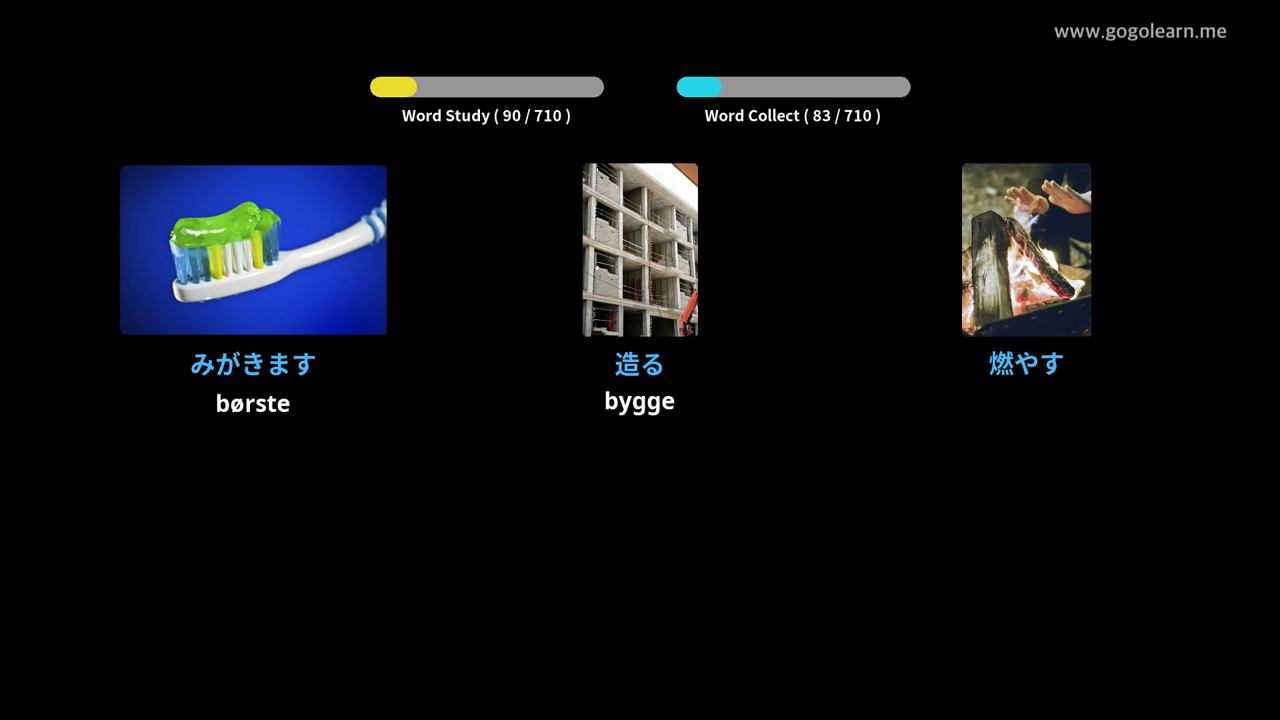 www.gogolearn.me
Word Study ( 90 / 710 )
Word Collect ( 83 / 710 )
みがきます
børste
造る
bygge
燃やす